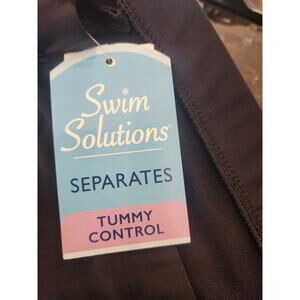 Swim
Solutions®
SEPARATES
TUMMY
CONTROL